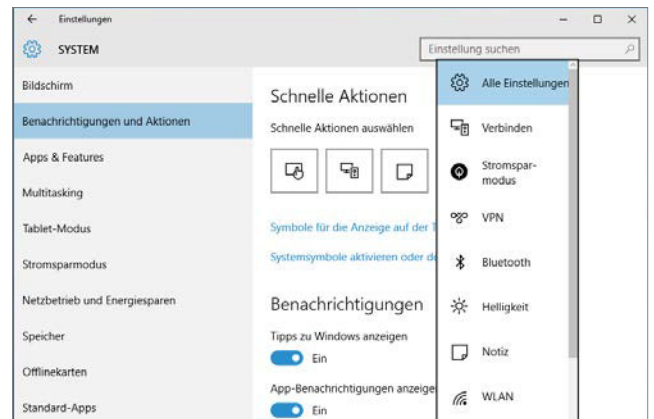 Einstellungen
SYSTEM
Einstellung suchen
Bildschirm
Benachrichtigungen und Aktionen
Apps & Features
Multitasking
Tablet-Modus
Stromsparmodus
Netzbetrieb und Energiesparen
Speicher
Offlinekarten
Standard-Apps
Schnelle Aktionen
Schnelle Aktionen auswählen
Symbole für die Anzeige auf der
Systemsymbole aktivieren oder
Benachrichtigungen
Tipps zu Windows anzeigen
Ein
App-Benachrichtigungen anzeige
Ein
Alle Einstellungen
Verbinden
Stromspar-
modus
VPN
Bluetooth
Helligkeit
Notiz
WLAN